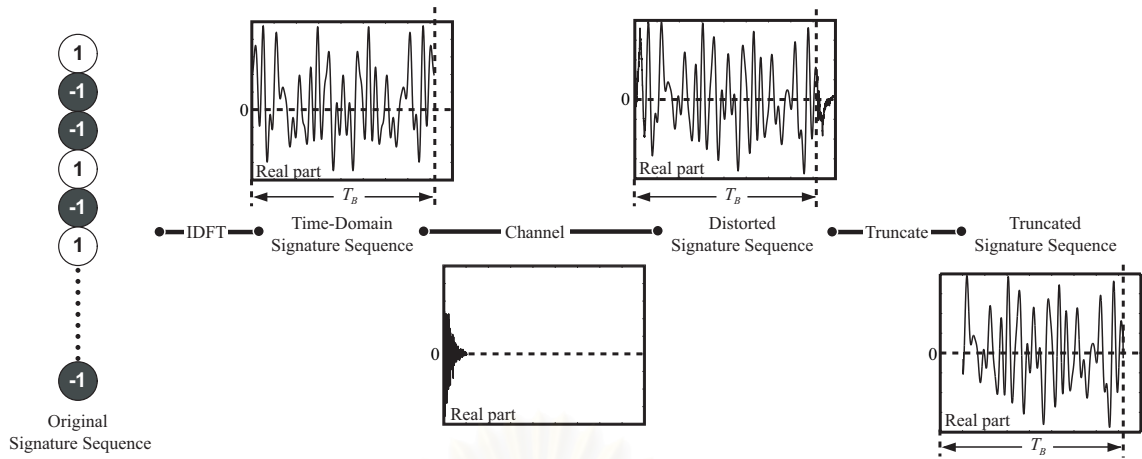 1
-1
-1
1
-1
1
-1
Original
Signature Sequence
IDFT
0
Real part
T_B
Time-Domain
Signature Sequence
Channel
0
Real part
0
Real part
T_B
Distorted
Signature Sequence
Truncate
Truncated
Signature Sequence
0
Real part
T_B